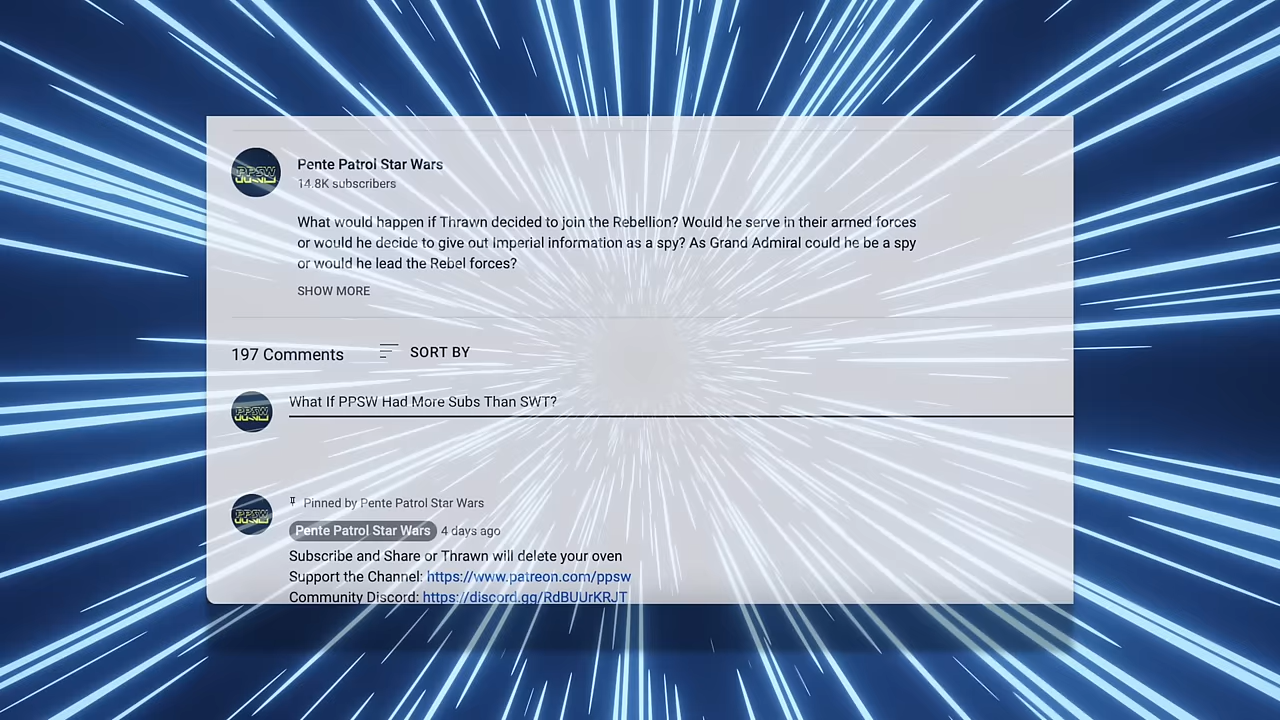 PPSW
Pente Patrol Star Wars
14.8K subscribers
What would happen if Thrawn decided to join the Rebellion? Would he serve in their armed forces
or would he decide to give out Imperial information as a spy? As Grand Admiral could he be a spy
or would he lead the Rebel forces?
SHOW MORE
197 Comments
SORT BY
PPSW
What If PPSW Had More Subs Than SWT?
PPSW
Pinned by Pente Patrol Star Wars
Pente Patrol Star Wars 4 days ago
Subscribe and Share or Thrawn will delete your oven
Support the Channel: https://www.patreon.com/ppsw
Community Discord: https://discord.gg/RdBUUrKRJT